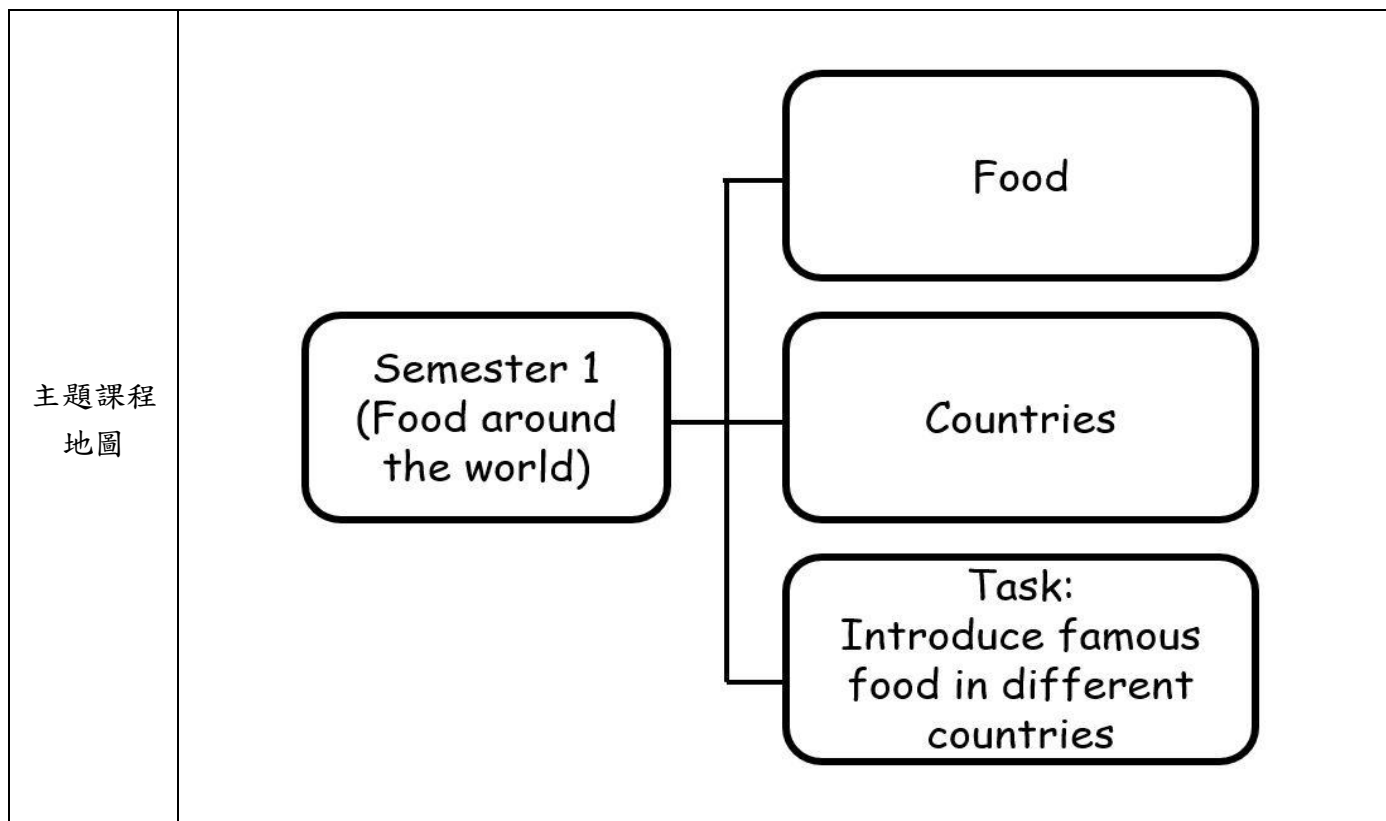 主題課程
地圖
Semester 1
(Food around
the world)
Food
Countries
Task:
Introduce famous
food in different
countries